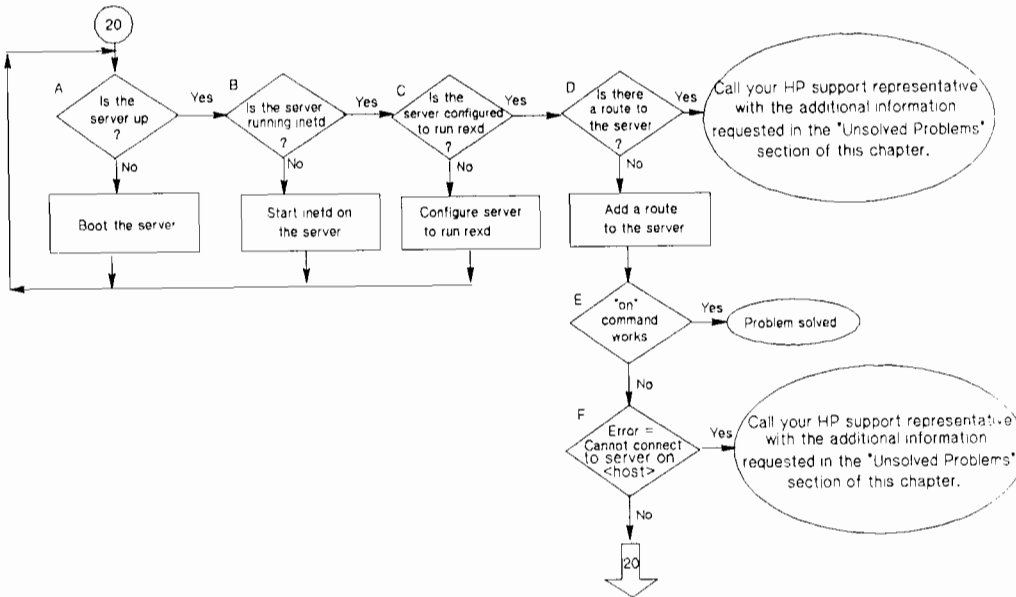 20
A
Is the
server up
?
Yes
No
Boot the server
B
Is the server
running inetd
?
Yes
No
Start inetd on
the server
C
Is the
server configured
to run rexd
?
Yes
No
Configure server
to run rexd
D
Is there
a route to
the server
?
Yes
No
Call your HP support representative
with the additional information
requested in the "Unsolved Problems"
section of this chapter.
Add a route
to the server
E
"on"
command
works
Yes
Problem solved
No
F
Error =
Cannot connect
to server on
<host>
Yes
Call your HP support representative
with the additional information
requested in the "Unsolved Problems"
section of this chapter.
No
20